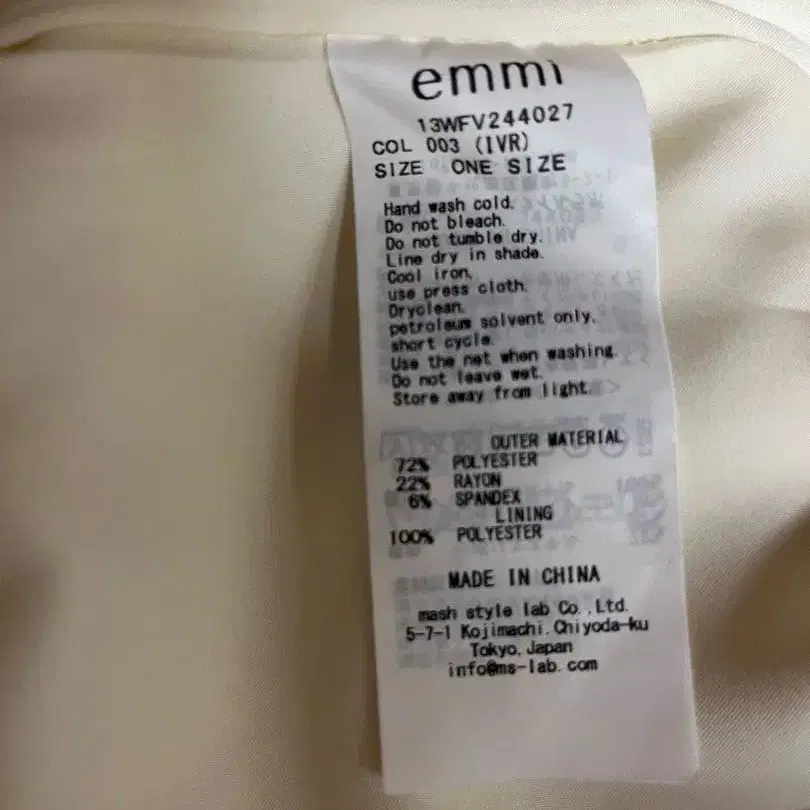 emmi
13WFV244027
COL 003 (IVR)
SIZE ONE SIZE
Hand wash cold.
Do not bleach.
Do not tumble dry.
Line dry in shade.
Cool iron.
use press cloth.
Dryclean.
petroleum solvent only.
short cycle.
Use the net when washing.
Do not leave wet.
Store away from light.
OUTER MATERIAL
72% POLYESTER
22% RAYON
6% SPANDEX
LINING
100% POLYESTER
MADE IN CHINA
mash style lab Co.,Ltd.
5-7-1 Kojimachi.Chiyoda-ku
Tokyo,Japan
info@ms-lab.com